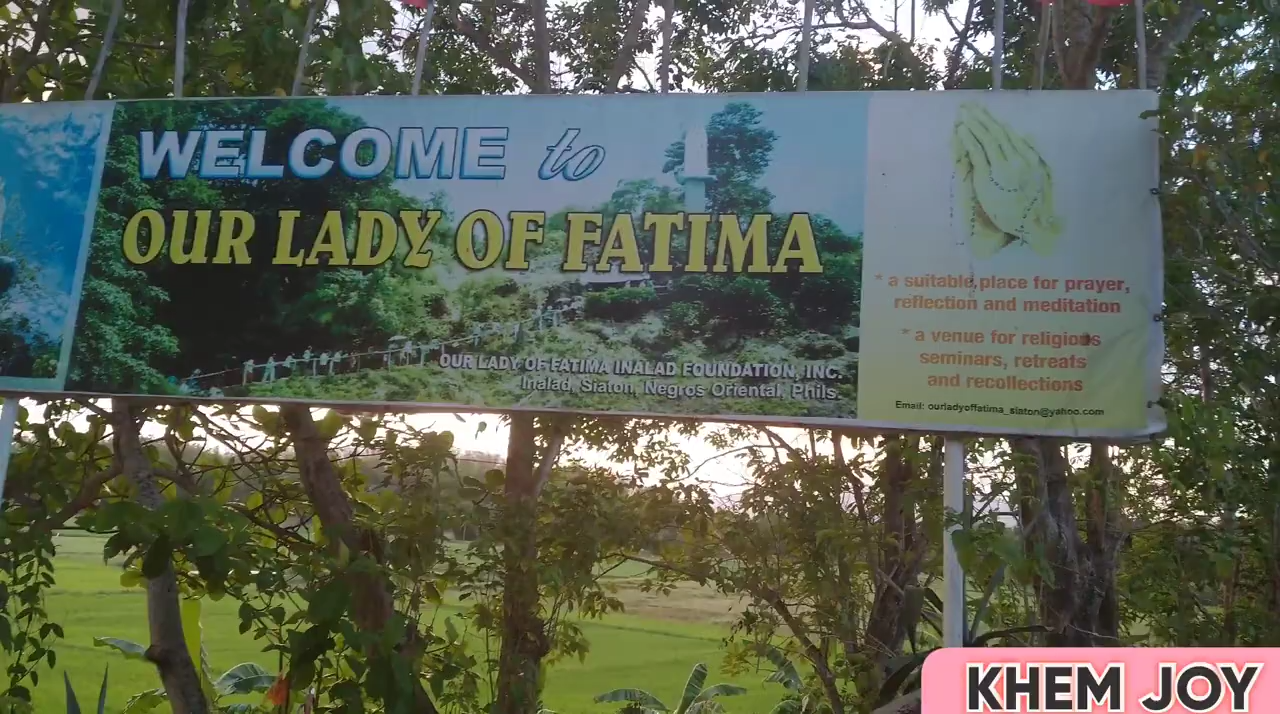 WELCOME to
OUR LADY OF FATIMA
OUR LADY OF FATIMA INALAD FOUNDATION, INC.
Inalad, Siaton, Negros Oriental, Phils.
* a suitable place for prayer,
reflection and meditation
* a venue for religious
seminars, retreats
and recollections
Email: ourladyoffatima_siaton@yahoo.com
KHEM JOY